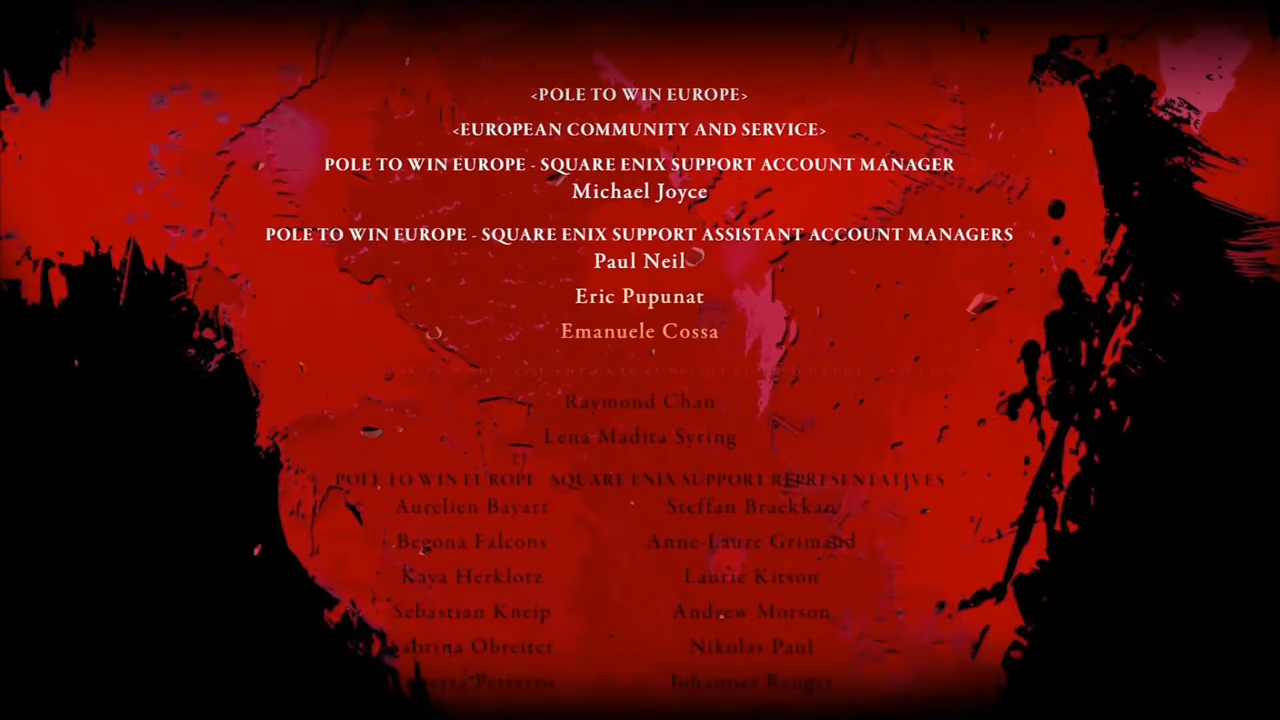 <POLE TO WIN EUROPE>
<EUROPEAN COMMUNITY AND SERVICE>
POLE TO WIN EUROPE - SQUARE ENIX SUPPORT ACCOUNT MANAGER
Michael Joyce
POLE TO WIN EUROPE - SQUARE ENIX SUPPORT ASSISTANT ACCOUNT MANAGERS
Paul Neil
Eric Pupunat
Emanuele Cossa
Raymond Chan
Lena Madita Syring
POLE TO WIN EUROPE SQUARE ENIX SUPPORT REPRESENTATIVES
Aurelien Bayart Steffan Braekkan
Begona Falcons Anne-Laure Grimaud
Kaya Herklotz Laurie Kitson
Sebastian Kneip Andrew Morson
Sabrina Obreiter Nikolas Paul
Johannes